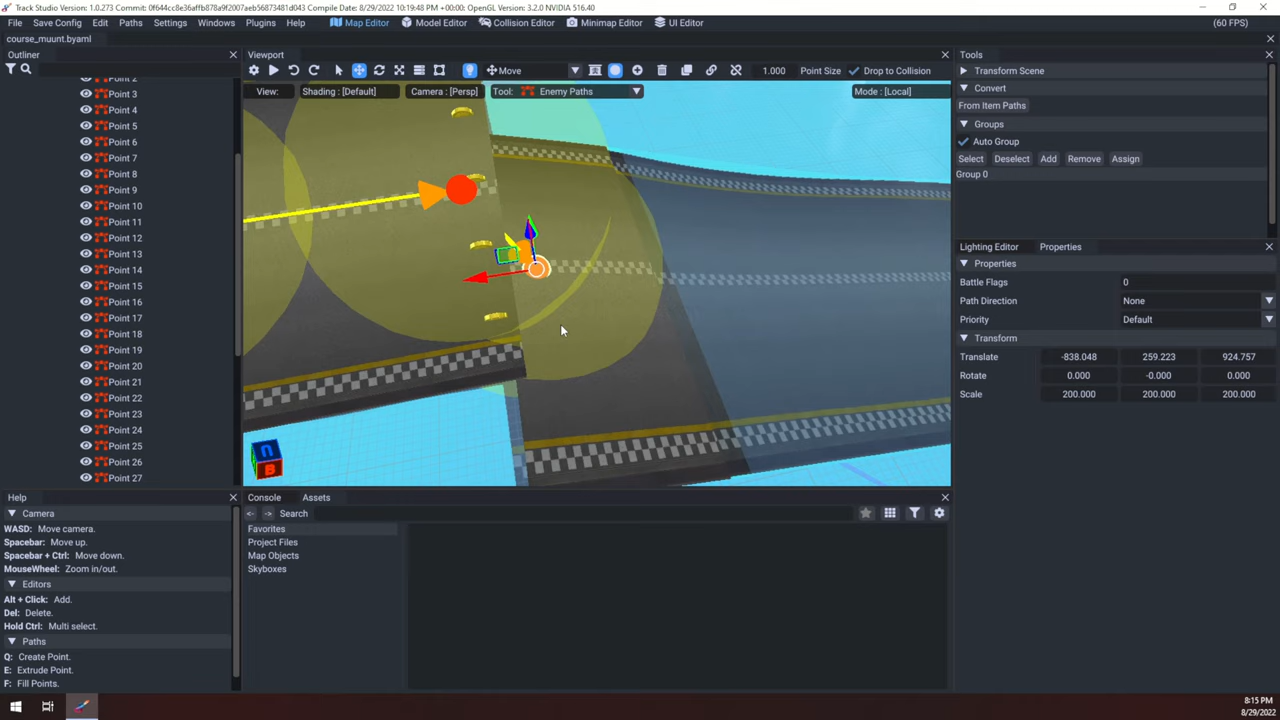 Track Studio Version: 1.0.273 Commit: 0f644cc8e36affb878a9f2007aeb56873481d043 Compile Date: 8/29/2022 10:19:48 PM +00:00: OpenGL Version: 3.2.0 NVIDIA 516.40
File Save Config Edit Paths Settings Windows Plugins Help Map Editor Model Editor Collision Editor Minimap Editor UI Editor (60 FPS)
course_muunt.byaml
Outliner
Point 2
Point 3
Point 4
Point 5
Point 6
Point 7
Point 8
Point 9
Point 10
Point 11
Point 12
Point 13
Point 14
Point 15
Point 16
Point 17
Point 18
Point 19
Point 20
Point 21
Point 22
Point 23
Point 24
Point 25
Point 26
Point 27
Viewport
Move 1.000 Point Size Drop to Collision
View: Shading : [Default] Camera : [Persp] Tool: Enemy Paths Mode : [Local]
B
Tools
Transform Scene
Convert
From Item Paths
Groups
Auto Group
Select Deselect Add Remove Assign
Group 0
Lighting Editor Properties
Properties
Battle Flags 0
Path Direction None
Priority Default
Transform
Translate -838.048 259.223 924.757
Rotate 0.000 -0.000 0.000
Scale 200.000 200.000 200.000
Help
Camera
WASD: Move camera.
Spacebar: Move up.
Spacebar + Ctrl: Move down.
MouseWheel: Zoom in/out.
Editors
Alt + Click: Add.
Del: Delete.
Hold Ctrl: Multi select.
Paths
Q: Create Point.
E: Extrude Point.
F: Fill Points.
Console Assets
<- -> Search
Favorites
Project Files
Map Objects
Skyboxes
8:15 PM
8/29/2022